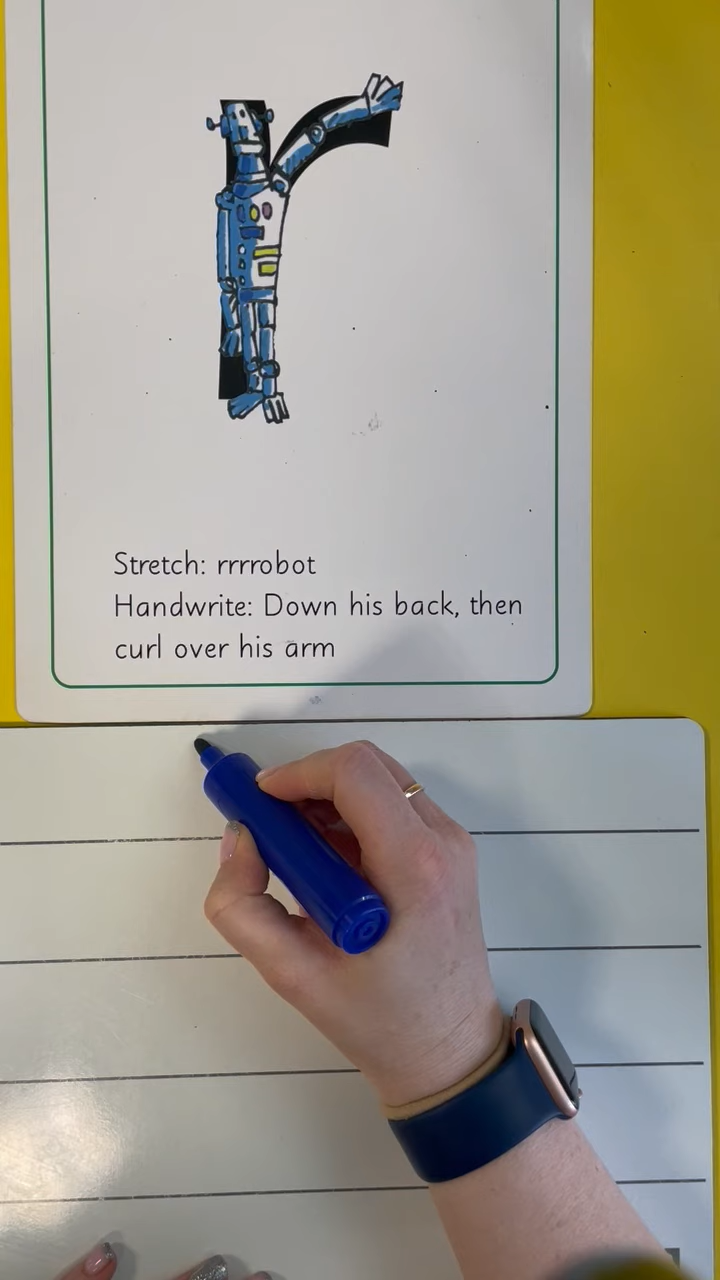 Stretch: rrrrobot
Handwrite: Down his back, then
curl over his arm